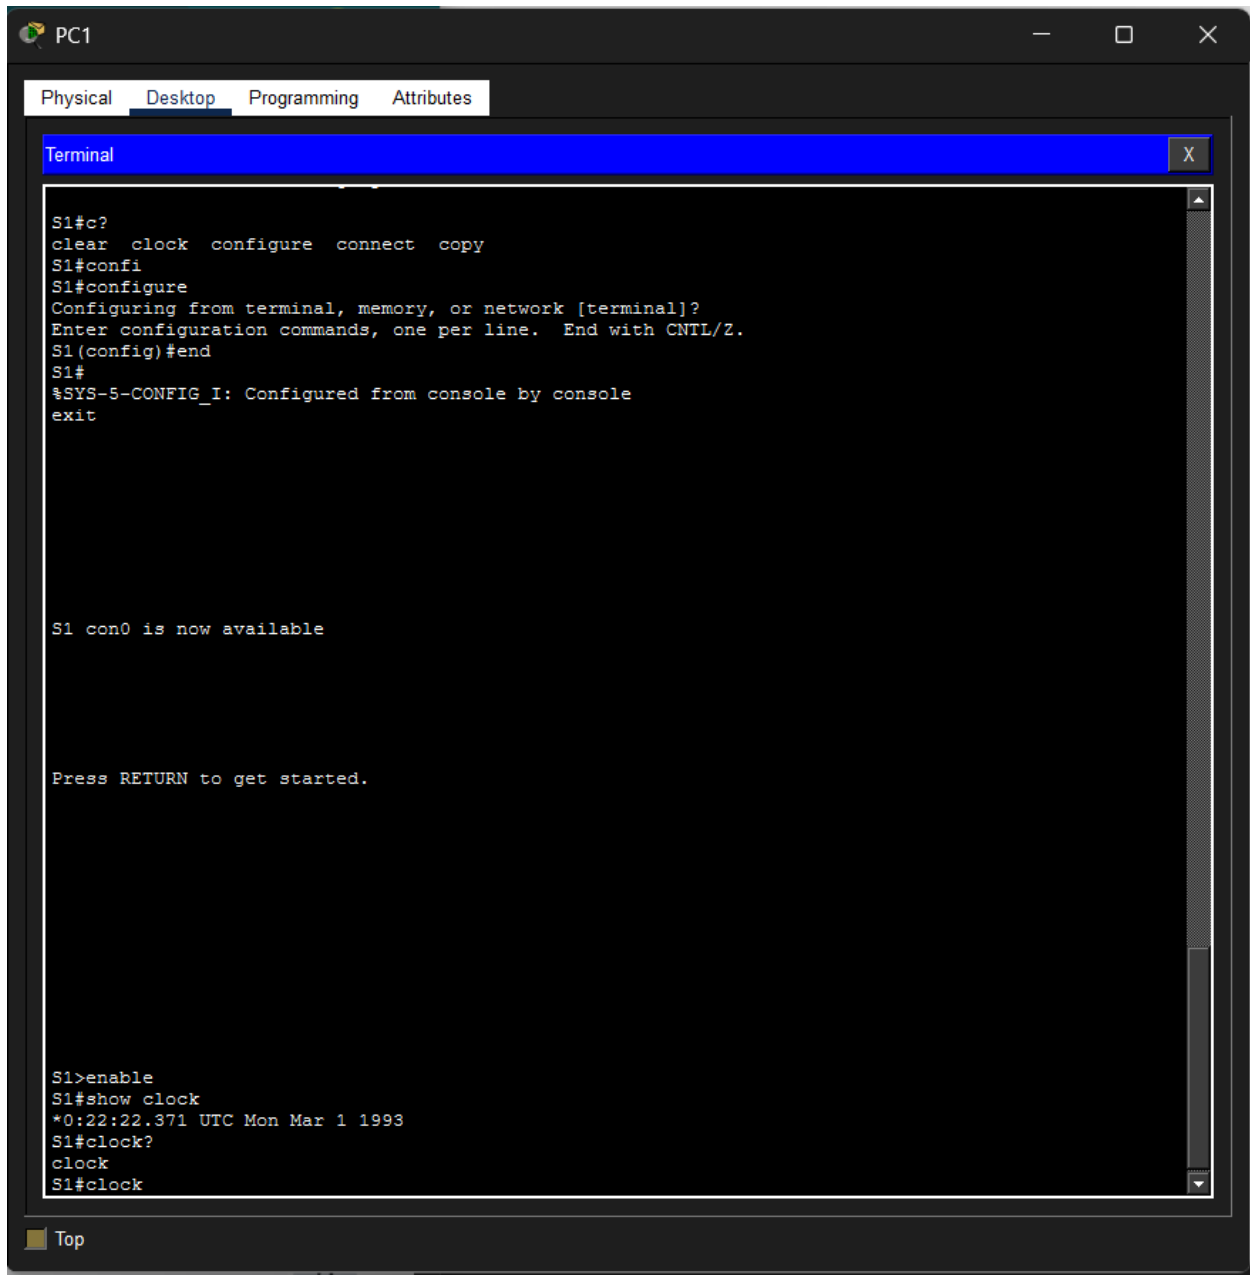 PC1
Physical Desktop Programming Attributes
Terminal
X
S1#c?
clear clock configure connect copy
S1#confi
S1#configure
Configuring from terminal, memory, or network [terminal]?
Enter configuration commands, one per line. End with CNTL/Z.
S1(config)#end
S1#
%SYS-5-CONFIG_I: Configured from console by console
exit
S1 con0 is now available
Press RETURN to get started.
S1>enable
S1#show clock
*0:22:22.371 UTC Mon Mar 1 1993
S1#clock?
clock
S1#clock
Top